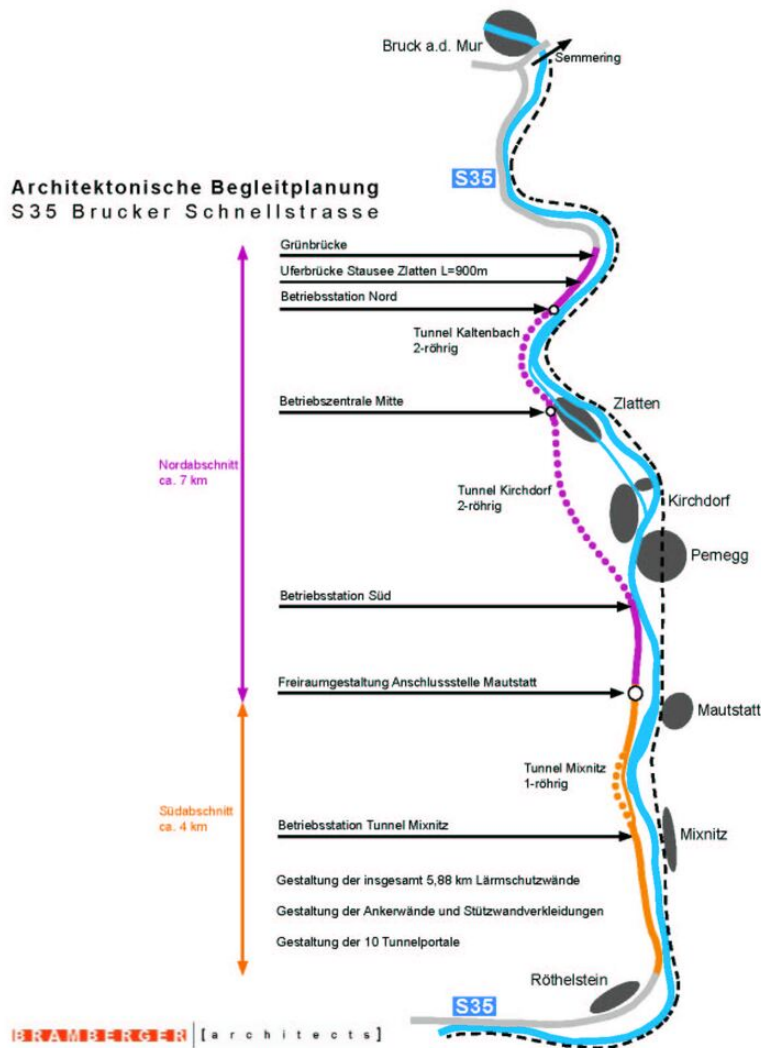 Bruck a.d. Mur
Semmering
S35
Architektonische Begleitplanung
S35 Brucker Schnellstrasse
Grünbrücke
Uferbrücke Stausee Zlatten L=900m
Betriebsstation Nord
Tunnel Kaltenbach
2-röhrig
Betriebszentrale Mitte
Zlatten
Nordabschnitt
ca. 7 km
Tunnel Kirchdorf
2-röhrig
Kirchdorf
Pernegg
Betriebsstation Süd
Freiraumgestaltung Anschlussstelle Mautstatt
Mautstatt
Tunnel Mixnitz
1-röhrig
Südabschnitt
ca. 4 km
Betriebsstation Tunnel Mixnitz
Mixnitz
Gestaltung der insgesamt 5,88 km Lärmschutzwände
Gestaltung der Ankerwände und Stützwandverkleidungen
Gestaltung der 10 Tunnelportale
Röthelstein
S35
BRAMBERGER [architects]